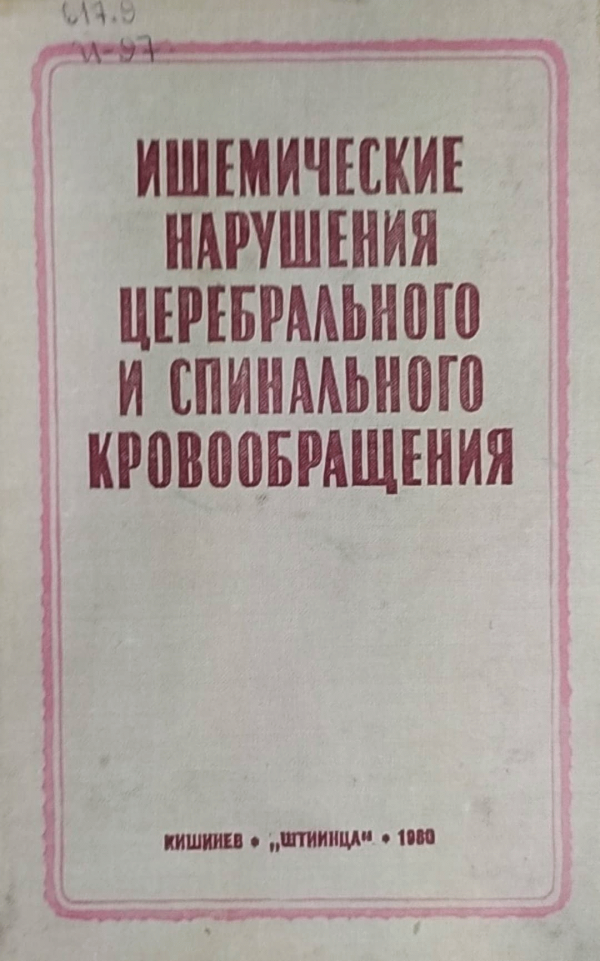 617.9
И-97
ИШЕМИЧЕСКИЕ
НАРУШЕНИЯ
ЦЕРЕБРАЛЬНОГО
И СПИНАЛЬНОГО
КРОВООБРАЩЕНИЯ
КИШИНЕВ • „ШТИИНЦА“ • 1980